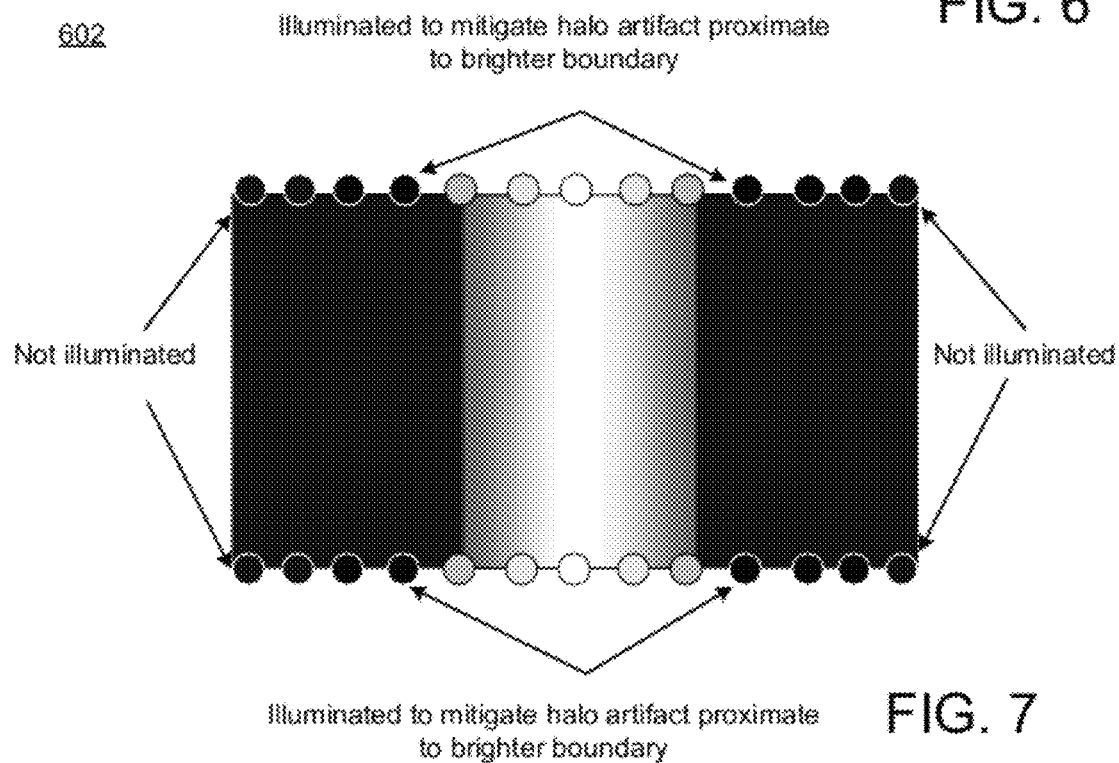 FIG. 6
602
Illuminated to mitigate halo artifact proximate
to brighter boundary
Not illuminated
Not illuminated
Illuminated to mitigate halo artifact proximate
to brighter boundary
FIG. 7